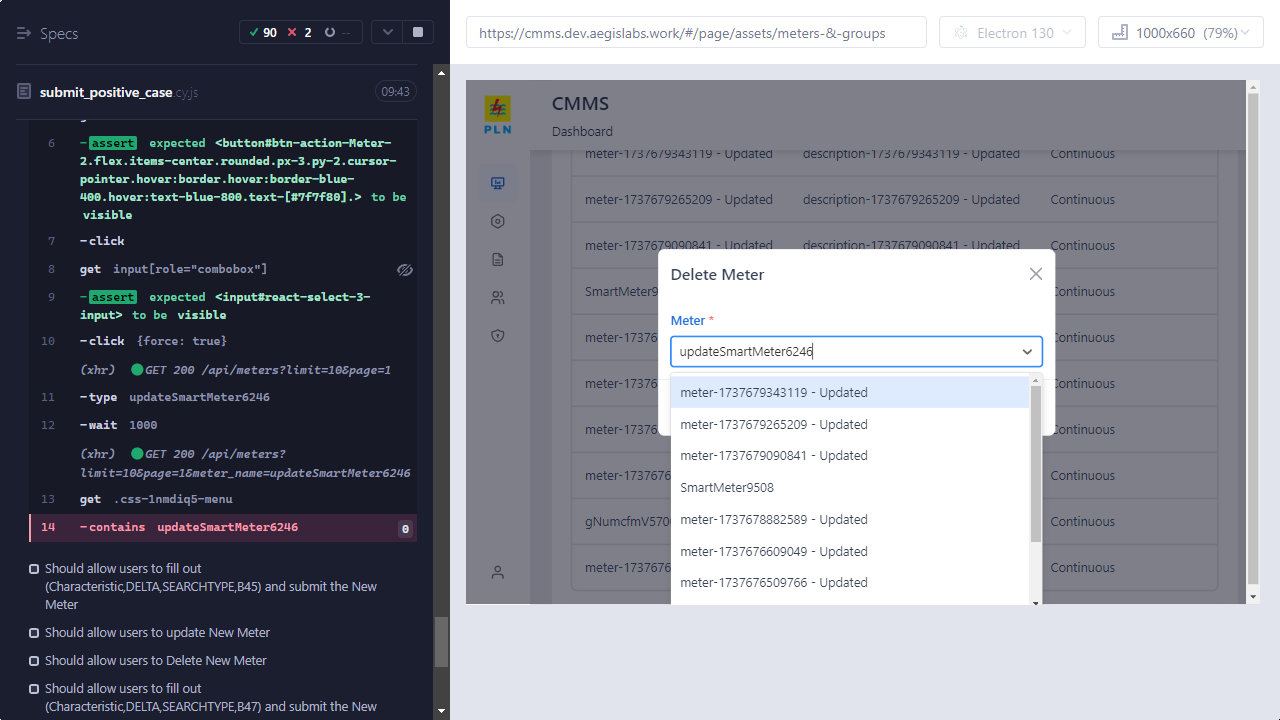 Specs
90 2 --
submit_positive_case.cy.js 09:43
6 -assert expected <button#btn-action-Meter-
2.flex.items-center.rounded.px-3.py-2.cursor-
pointer.hover:border.hover:border-blue-
400.hover:text-blue-800.text-[#7f7f80].> to be
visible
7 -click
8 get input[role="combobox"]
9 -assert expected <input#react-select-3-
input> to be visible
10 -click {force: true}
(xhr) GET 200 /api/meters?limit=10&page=1
11 -type updateSmartMeter6246
12 -wait 1000
(xhr) GET 200 /api/meters?
limit=10&page=1&meter_name=updateSmartMeter6246
13 get .css-1nmdiq5-menu
14 -contains updateSmartMeter6246 0
Should allow users to fill out
(Characteristic,DELTA,SEARCHTYPE,B45) and submit the New
Meter
Should allow users to update New Meter
Should allow users to Delete New Meter
Should allow users to fill out
(Characteristic,DELTA,SEARCHTYPE,B47) and submit the New
https://cmms.dev.aegislabs.work/#/page/assets/meters-&-groups
Electron 130
1000x660 (79%)
PLN
CMMS
Dashboard
meter-1737679343119 - Updated description-1737679343119 - Updated Continuous
meter-1737679265209 - Updated description-1737679265209 - Updated Continuous
meter-1737679090841 - Updated description-1737679090841 - Updated Continuous
SmartMeter9 Continuous
meter-17376 Continuous
meter-17376 Continuous
meter-17376 Continuous
meter-17376 Continuous
gNumcfmV570 Continuous
meter-17376 Continuous
Delete Meter
Meter *
updateSmartMeter6246
meter-1737679343119 - Updated
meter-1737679265209 - Updated
meter-1737679090841 - Updated
SmartMeter9508
meter-1737678882589 - Updated
meter-1737676609049 - Updated
meter-1737676509766 - Updated